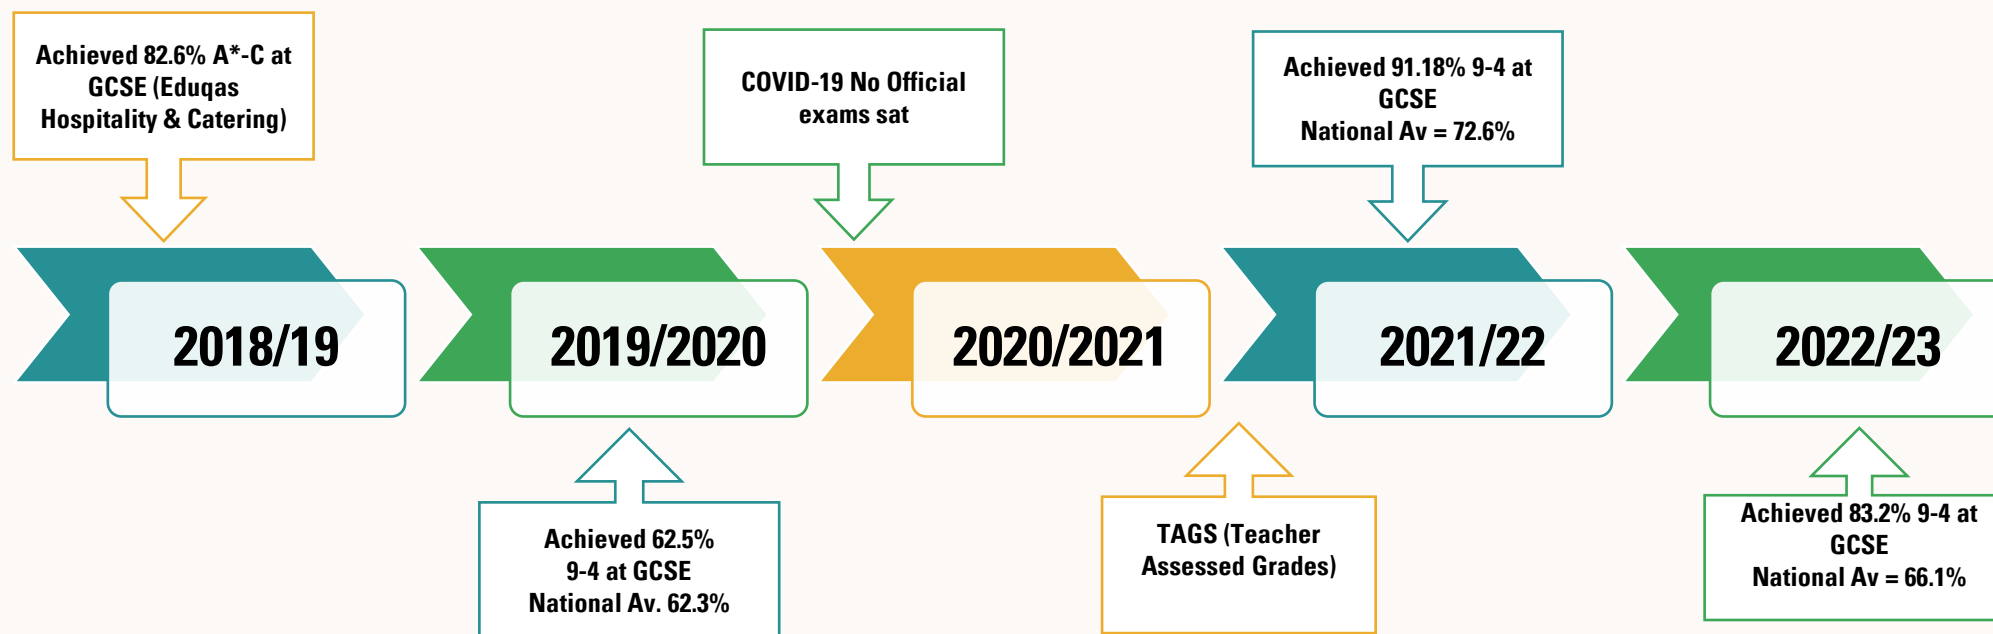 Achieved 82.6% A*-C at
GCSE (Eduqas
Hospitality & Catering)
COVID-19 No Official
exams sat
Achieved 91.18% 9-4 at
GCSE
National Av = 72.6%
2018/19
2019/2020
2020/2021
2021/22
2022/23
Achieved 62.5%
9-4 at GCSE
National Av. 62.3%
TAGS (Teacher
Assessed Grades)
Achieved 83.2% 9-4 at
GCSE
National Av = 66.1%